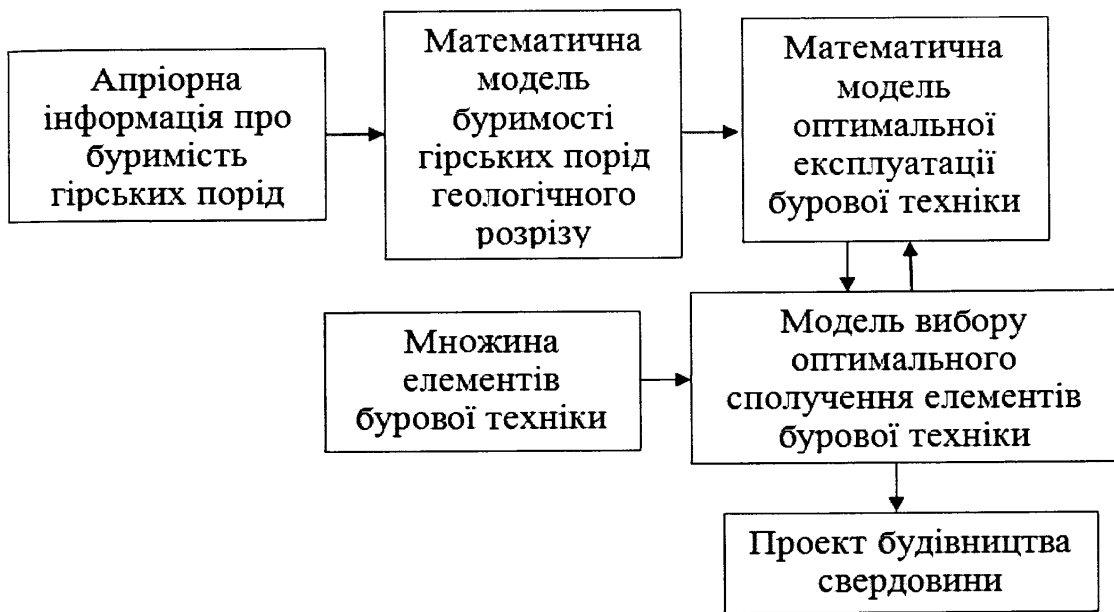 Апріорна
інформація про
буримість
гірських порід
Математична
модель
буримості
гірських порід
геологічного
розрізу
Математична
модель
оптимальної
експлуатації
бурової техніки
Множина
елементів
бурової техніки
Модель вибору
оптимального
сполучення елементів
бурової техніки
Проект будівництва
свердовини